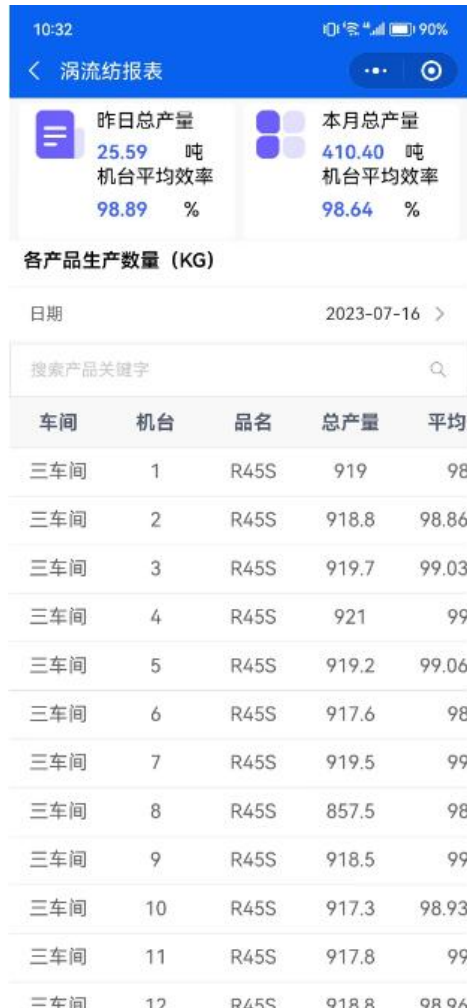 10:32 90%
涡流纺报表
昨日总产量 本月总产量
25.59 吨 410.40 吨
机台平均效率 机台平均效率
98.89 % 98.64 %
各产品生产数量（KG）
日期 2023-07-16
搜索产品关键字
车间 机台 品名 总产量 平均
三车间 1 R45S 919 98
三车间 2 R45S 918.8 98.86
三车间 3 R45S 919.7 99.03
三车间 4 R45S 921 99
三车间 5 R45S 919.2 99.06
三车间 6 R45S 917.6 98
三车间 7 R45S 919.5 99
三车间 8 R45S 857.5 98
三车间 9 R45S 918.5 99
三车间 10 R45S 917.3 98.93
三车间 11 R45S 917.8 99
三车间 12 R45S 918.8 98.96